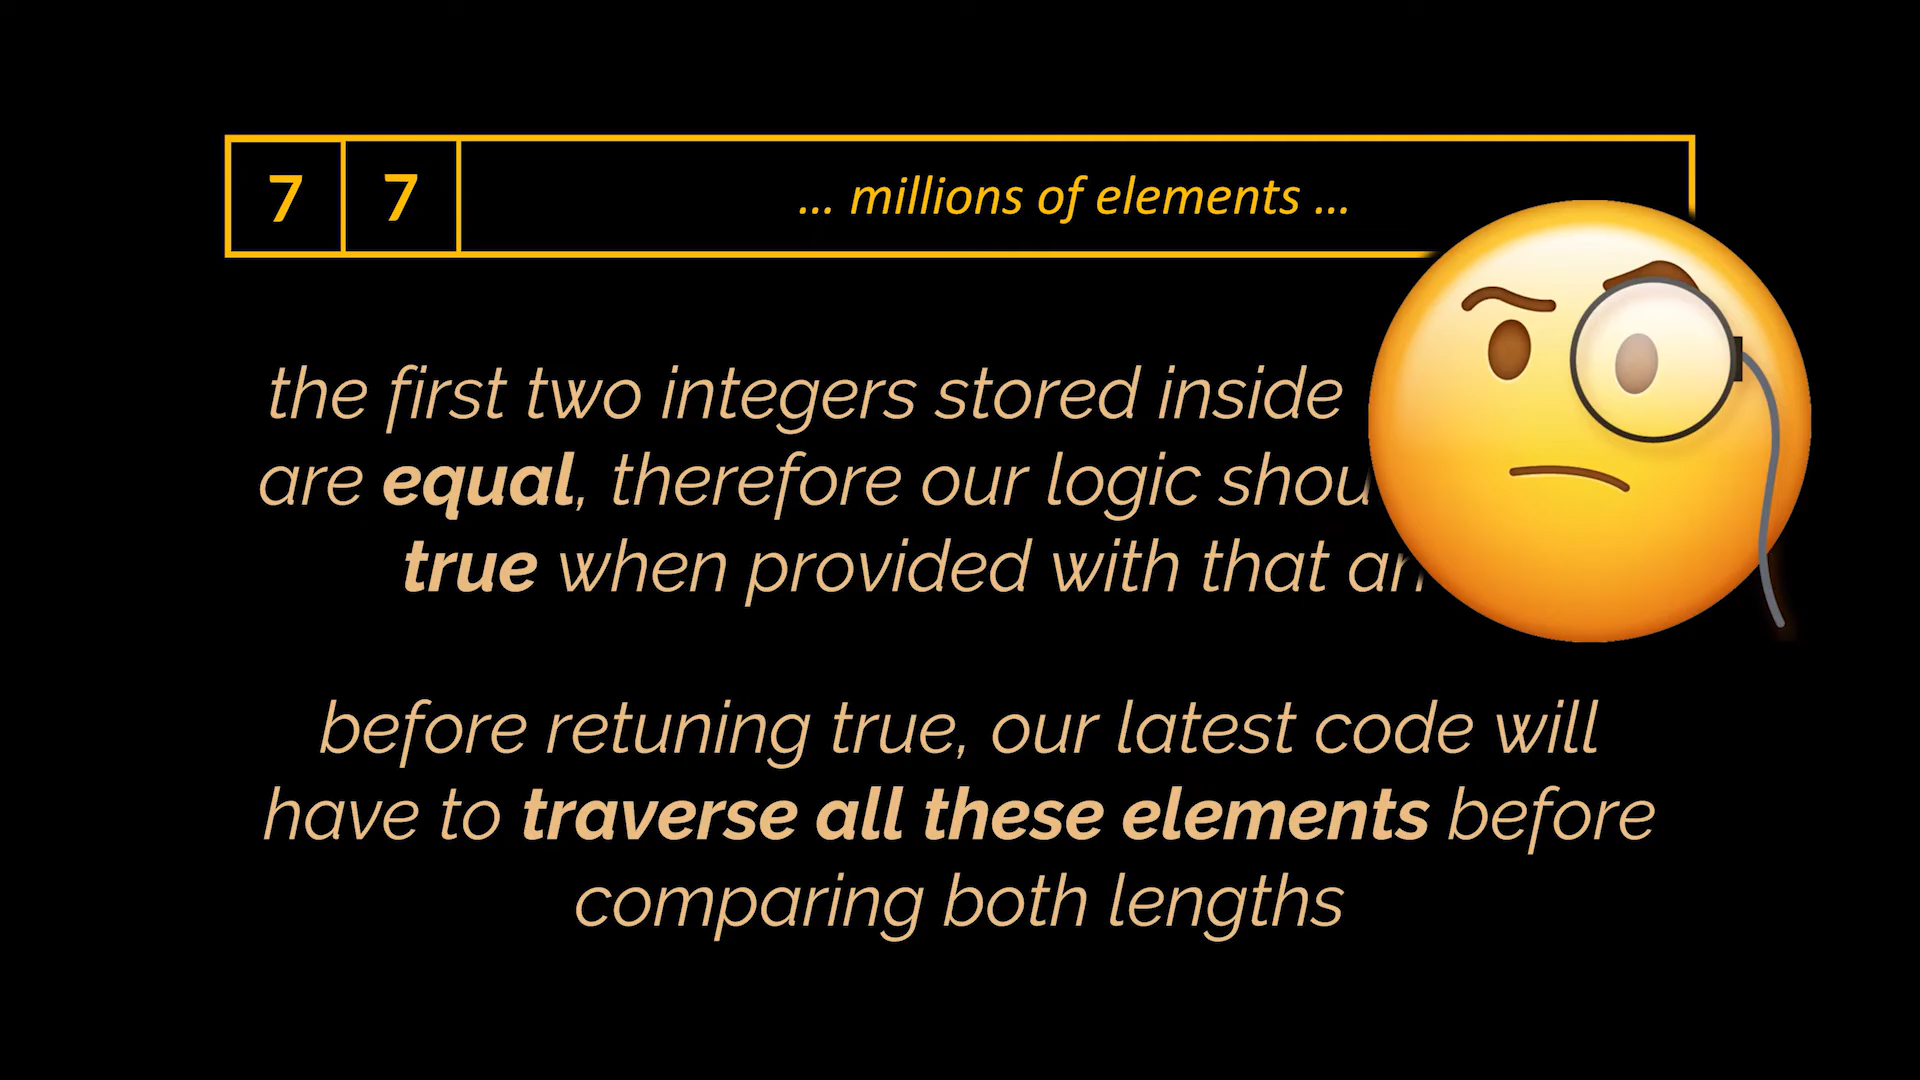 7 7 ... millions of elements ...
the first two integers stored inside
are equal, therefore our logic
true when provided with that
before retuning true, our latest code will
have to traverse all these elements before
comparing both lengths